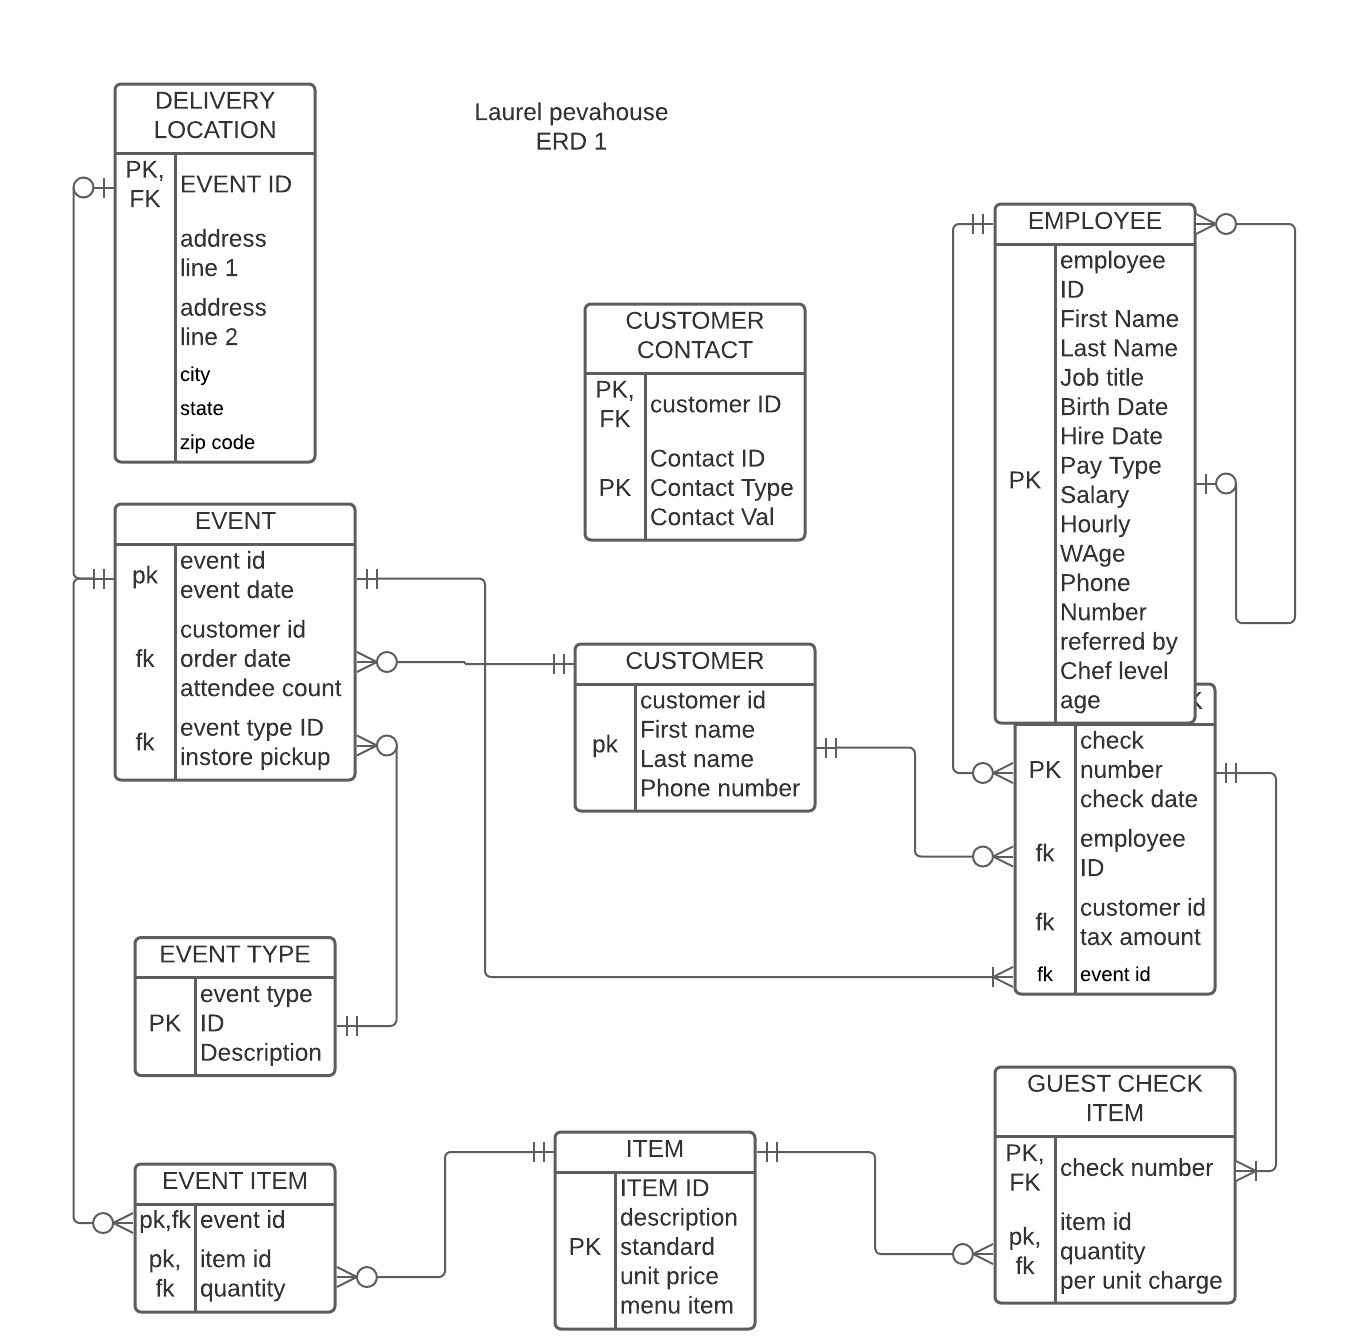 DELIVERY
LOCATION
PK,
FK
EVENT ID
address
line 1
address
line 2
city
state
zip code
Laurel pevahouse
ERD 1
EMPLOYEE
PK
employee
ID
First Name
Last Name
Job title
Birth Date
Hire Date
Pay Type
Salary
Hourly
WAge
Phone
Number
referred by
Chef level
age
CUSTOMER
CONTACT
PK,
FK
customer ID
PK
Contact ID
Contact Type
Contact Val
EVENT
pk
event id
event date
fk
customer id
order date
attendee count
fk
event type ID
instore pickup
CUSTOMER
pk
customer id
First name
Last name
Phone number
K
PK
check
number
check date
fk
employee
ID
fk
customer id
tax amount
fk
event id
EVENT TYPE
PK
event type
ID
Description
EVENT ITEM
pk,fk
event id
pk,
fk
item id
quantity
ITEM
PK
ITEM ID
description
standard
unit price
menu item
GUEST CHECK
ITEM
PK,
FK
check number
pk,
fk
item id
quantity
per unit charge